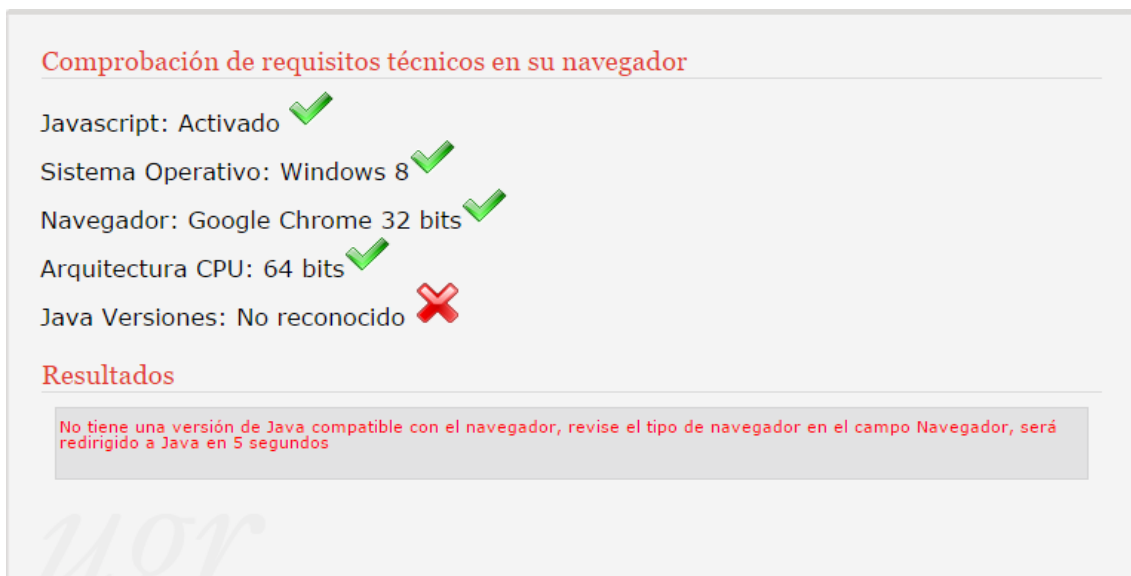 Comprobación de requisitos técnicos en su navegador
Javascript: Activado
Sistema Operativo: Windows 8
Navegador: Google Chrome 32 bits
Arquitectura CPU: 64 bits
Java Versiones: No reconocido
Resultados
No tiene una versión de Java compatible con el navegador, revise el tipo de navegador en el campo Navegador, será
redirigido a Java en 5 segundos
ugr